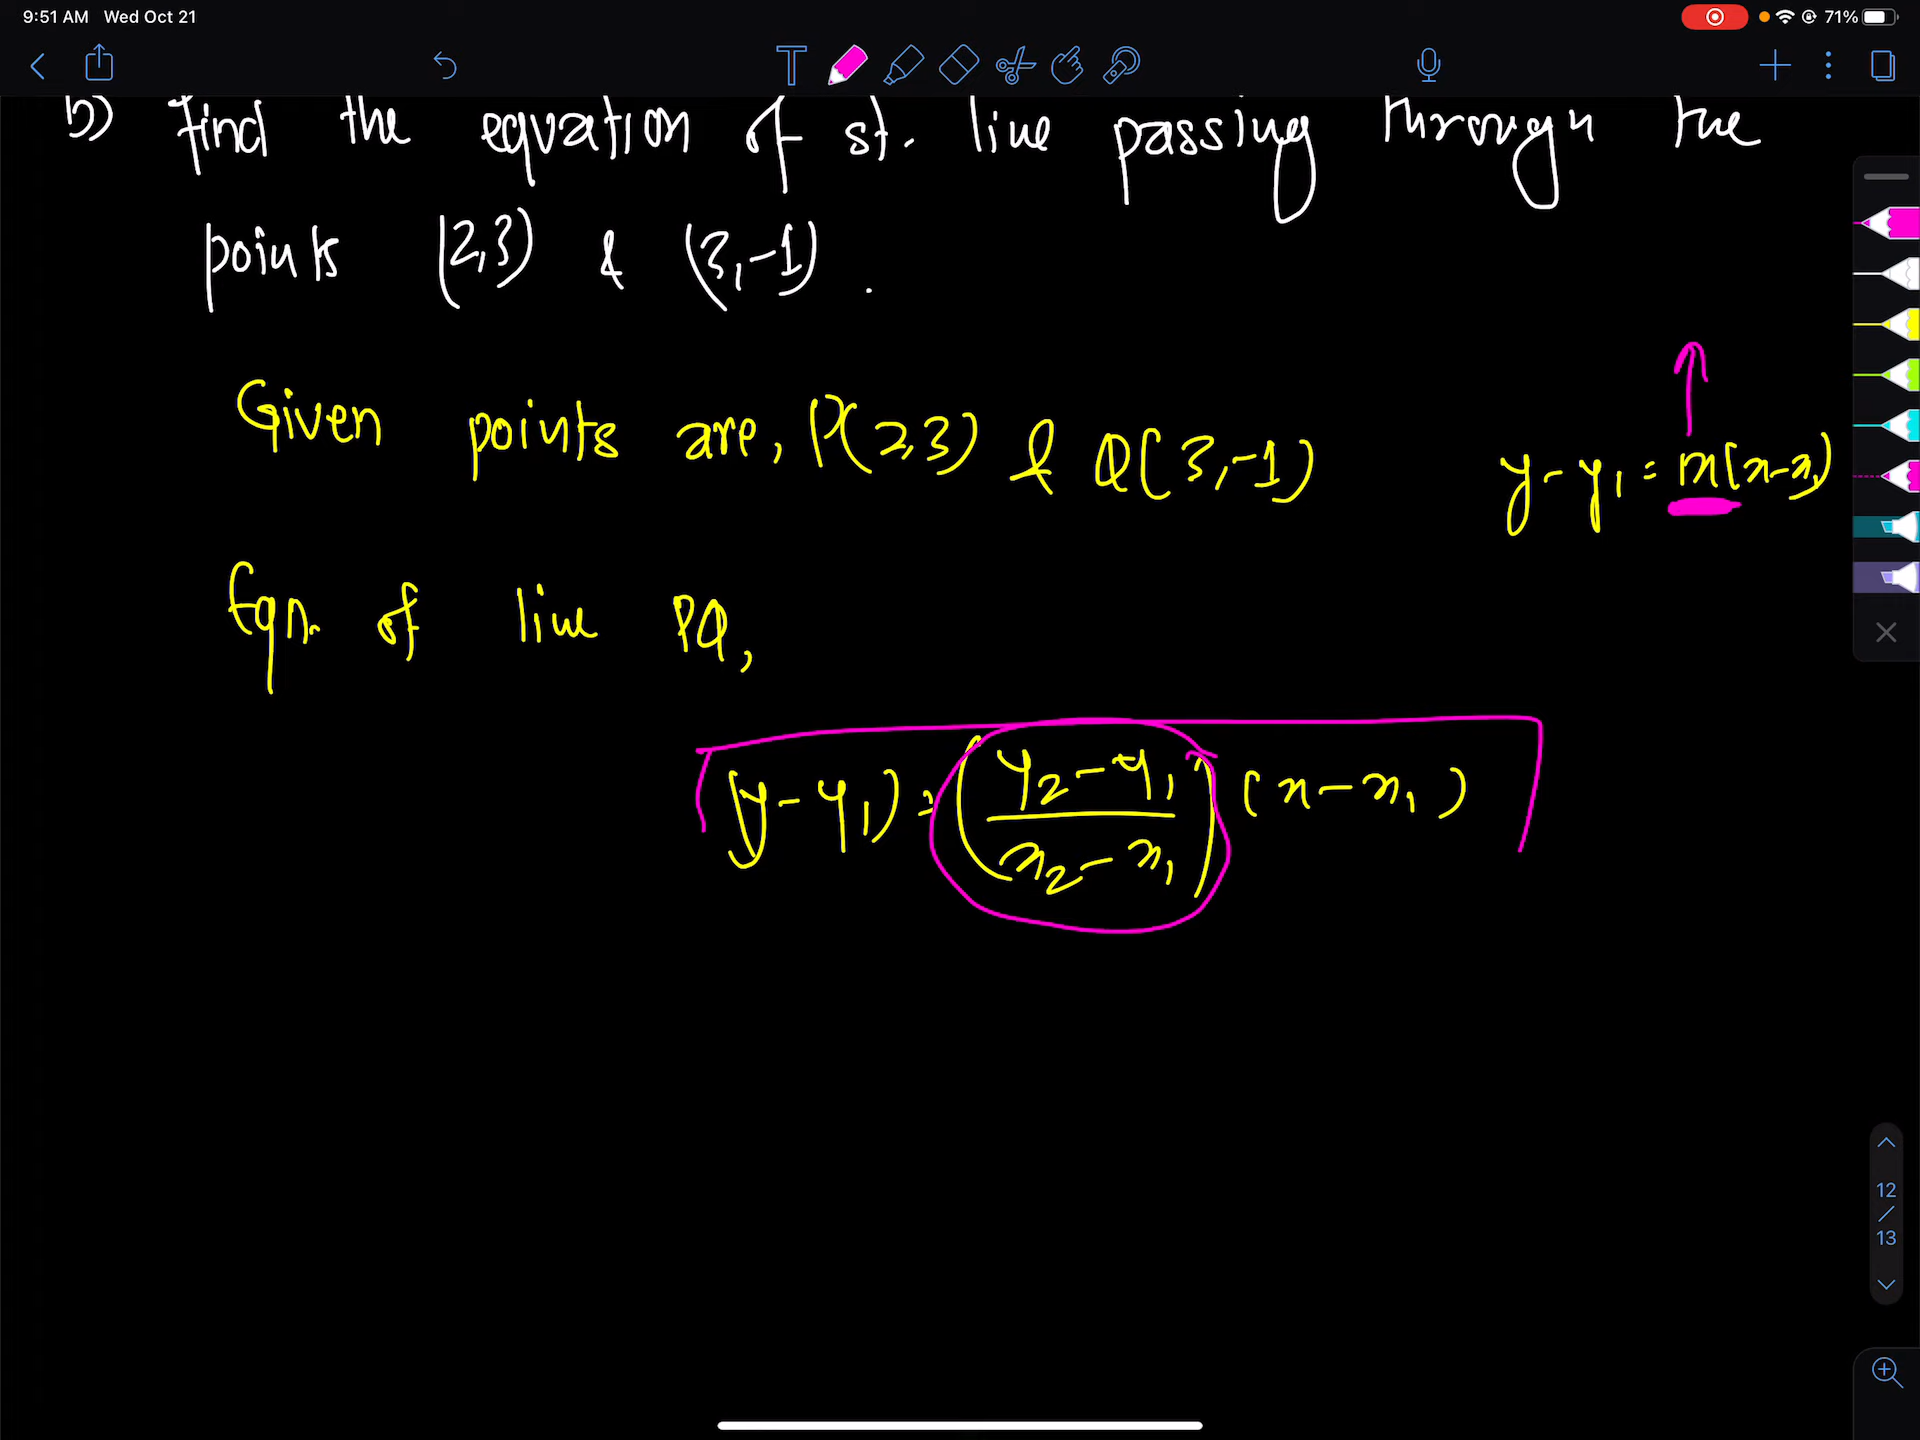 9:51 AM Wed Oct 21
71%
b) find the equation of st. line passing through the
points (2,3) & (3,-1).
Given points are, P(2,3) & Q(3,-1)
y-y₁ = m(x-x₁)
Eqn. of line PQ,
(y-y₁) = (y₂-y₁/x₂-x₁) (x-x₁)
12
/
13